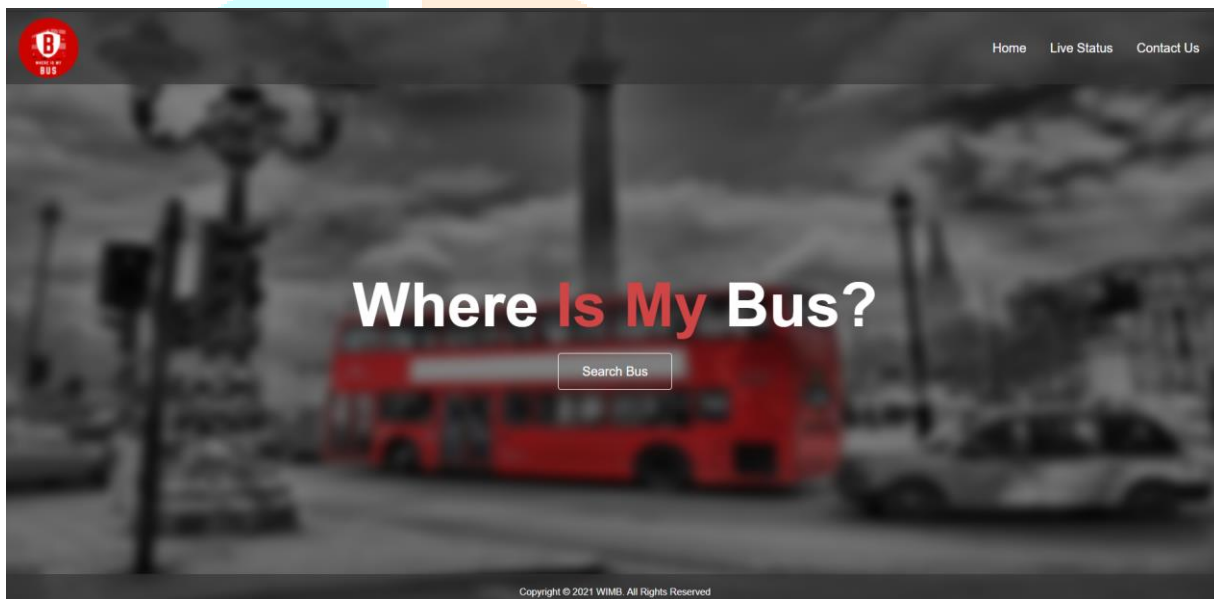 B
WHERE IS MY
BUS
Home Live Status Contact Us
Where Is My Bus?
Search Bus
Copyright © 2021 WIMB. All Rights Reserved